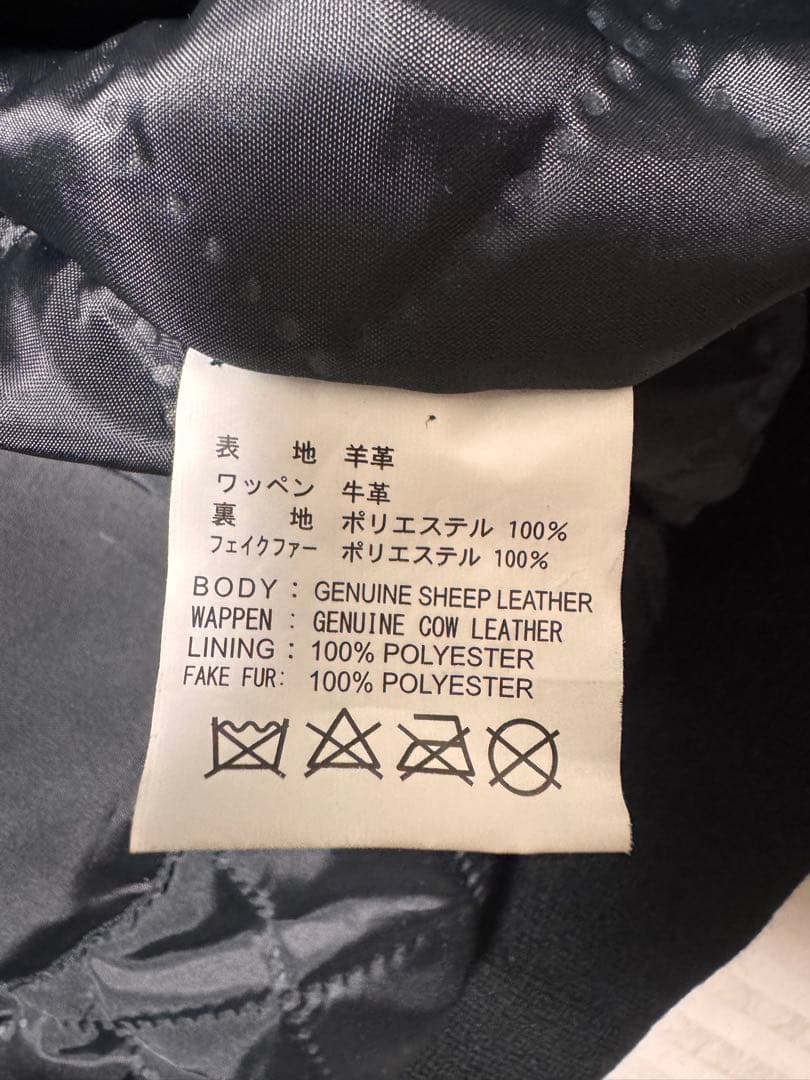 表 地 羊革
ワッペン 牛革
裏 地 ポリエステル 100%
フェイクファー ポリエステル 100%
BODY : GENUINE SHEEP LEATHER
WAPPEN : GENUINE COW LEATHER
LINING : 100% POLYESTER
FAKE FUR: 100% POLYESTER